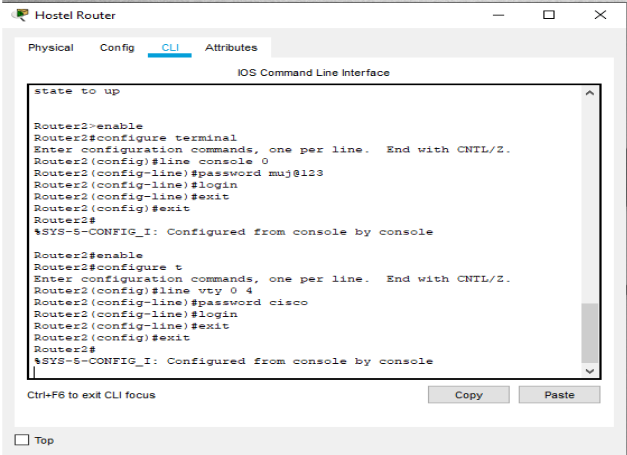 Hostel Router
Physical Config CLI Attributes
IOS Command Line Interface
state to up
Router2>enable
Router2#configure terminal
Enter configuration commands, one per line. End with CNTL/Z.
Router2(config)#line console 0
Router2(config-line)#password muj@123
Router2(config-line)#login
Router2(config-line)#exit
Router2(config)#exit
Router2#
%SYS-5-CONFIG_I: Configured from console by console
Router2#enable
Router2#configure t
Enter configuration commands, one per line. End with CNTL/Z.
Router2(config)#line vty 0 4
Router2(config-line)#password cisco
Router2(config-line)#login
Router2(config-line)#exit
Router2(config)#exit
Router2#
%SYS-5-CONFIG_I: Configured from console by console
Ctrl+F6 to exit CLI focus
Copy Paste
Top